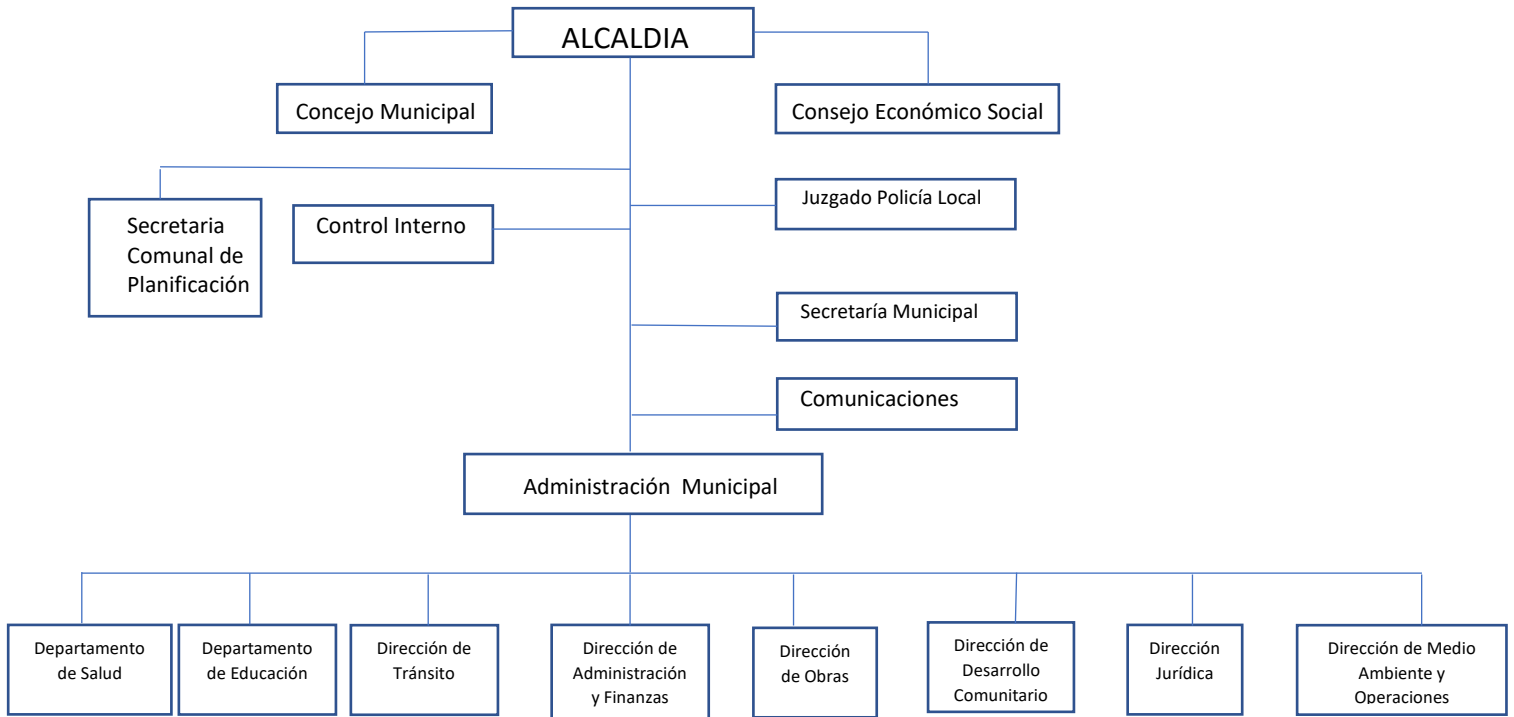 ALCALDIA
Concejo Municipal
Consejo Económico Social
Secretaria
Comunal de
Planificación
Control Interno
Juzgado Policía Local
Secretaría Municipal
Comunicaciones
Administración Municipal
Departamento
de Salud
Departamento
de Educación
Dirección de
Tránsito
Dirección de
Administración
y Finanzas
Dirección
de Obras
Dirección de
Desarrollo
Comunitario
Dirección
Jurídica
Dirección de Medio
Ambiente y
Operaciones